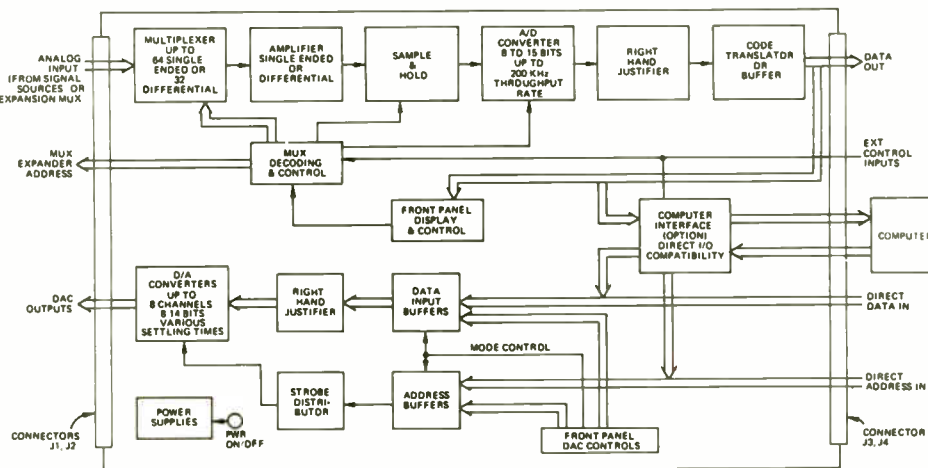 ANALOG
INPUT
(FROM SIGNAL
SOURCES OR
EXPANSION MUX
MULTIPLEXER
UP TO
64 SINGLE
ENDED OR
32
DIFFERENTIAL
AMPLIFIER
SINGLE ENDED
OR
DIFFERENTIAL
SAMPLE
&
HOLD
A/D
CONVERTER
8 TO 15 BITS
UP TO
200 KHz
THROUGHPUT
RATE
RIGHT
HAND
JUSTIFIER
CODE
TRANSLATOR
OR
BUFFER
DATA
OUT
MUX
EXPANDER
ADDRESS
MUX
DECODING
& CONTROL
EXT
CONTROL
INPUTS
FRONT PANEL
DISPLAY
& CONTROL
COMPUTER
INTERFACE
(OPTION)
DIRECT I/O
COMPATIBILITY
COMPUTER
DAC
OUTPUTS
D/A
CONVERTERS
UP TO
8 CHANNELS
8 14 BITS
VARIOUS
SETTLING TIMES
RIGHT
HAND
JUSTIFIER
DATA
INPUT
BUFFERS
DIRECT
DATA IN
MODE CONTROL
STROBE
DISTRI-
BUTOR
ADDRESS
BUFFERS
DIRECT
ADDRESS IN
POWER
SUPPLIES
PWR
ON/OFF
FRONT PANEL
DAC CONTROLS
CONNECTORS
J1, J2
CONNECTOR
J3, J4